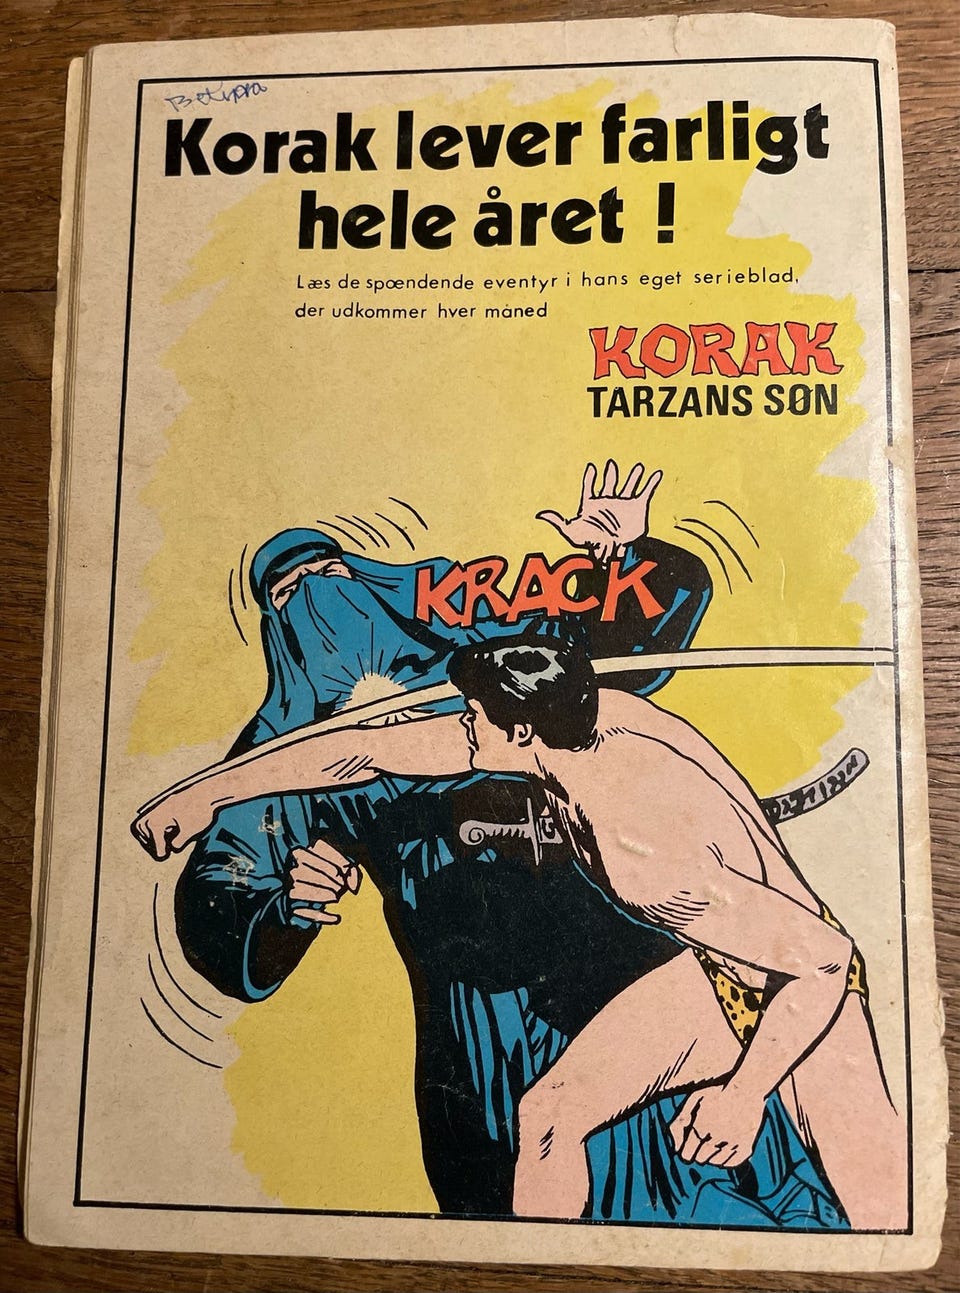 Korak lever farligt
hele året !
Læs de spændende eventyr i hans eget serieblad,
der udkommer hver måned
KORAK
TARZANS SØN
KRACK